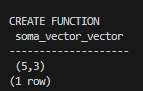 CREATE FUNCTION
soma_vector_vector
--------------------
(5,3)
(1 row)